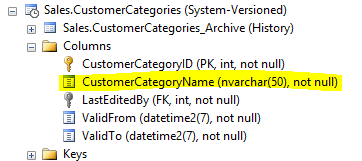 Sales.CustomerCategories (System-Versioned)
Sales.CustomerCategories_Archive (History)
Columns
CustomerCategoryID (PK, int, not null)
CustomerCategoryName (nvarchar(50), not null)
LastEditedBy (FK, int, not null)
ValidFrom (datetime2(7), not null)
ValidTo (datetime2(7), not null)
Keys